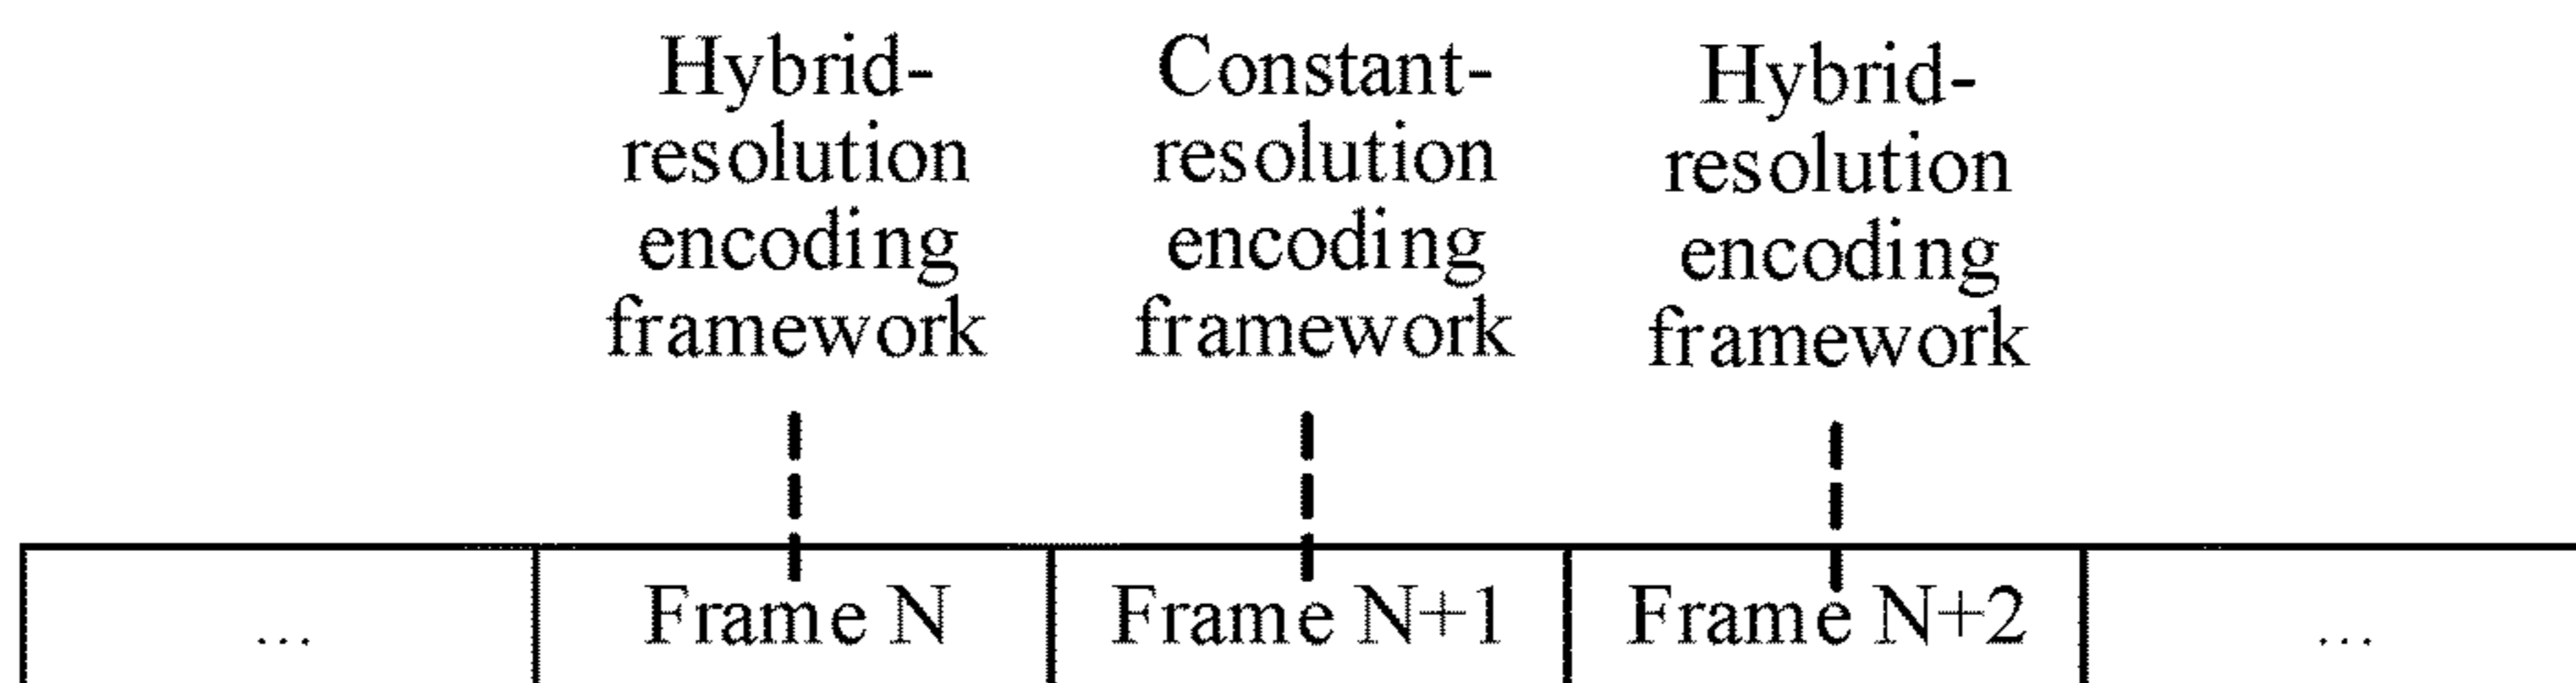 Hybrid-
resolution
encoding
framework
Constant-
resolution
encoding
framework
Hybrid-
resolution
encoding
framework
... Frame N Frame N+1 Frame N+2 ...